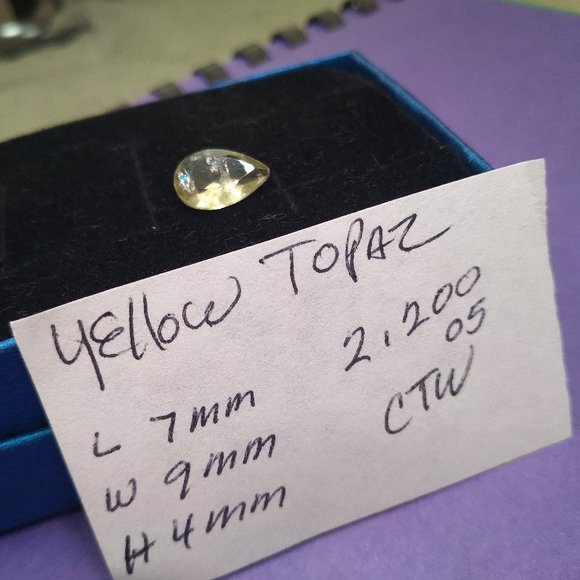 YEllow TOPAZ
2.200
05
CTW
L 7mm
W 9mm
H 4mm